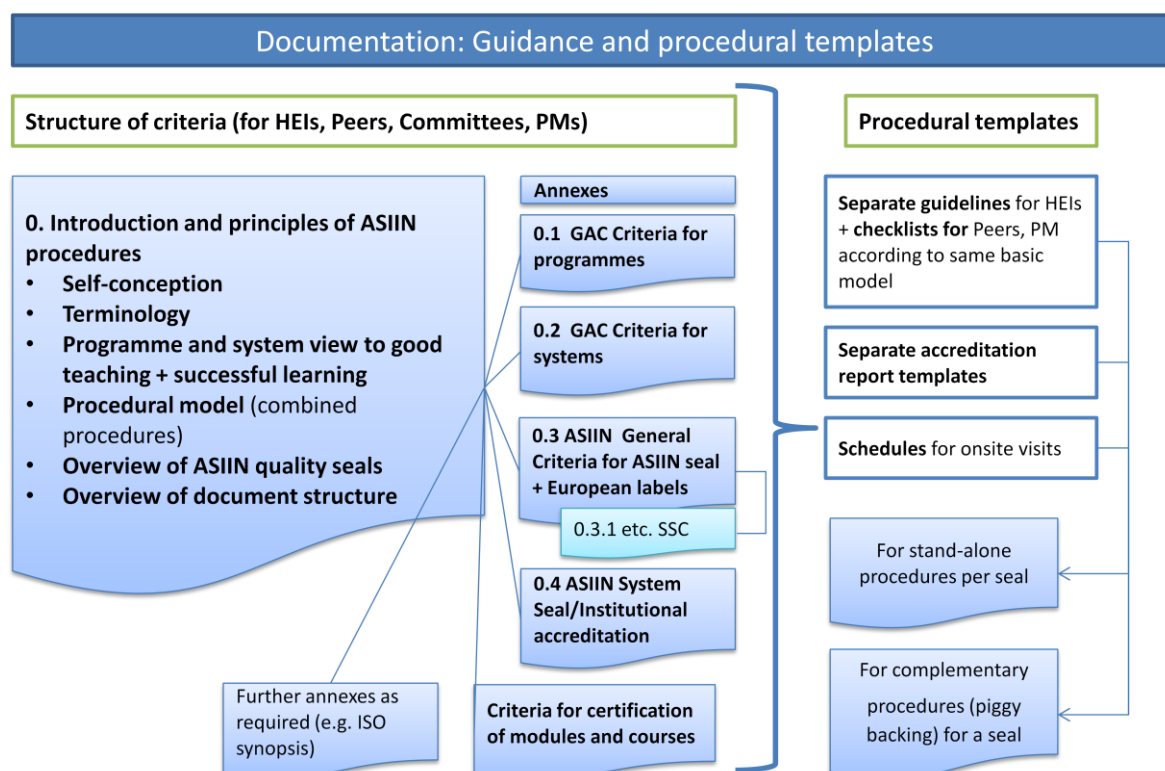 Documentation: Guidance and procedural templates
Structure of criteria (for HEIs, Peers, Committees, PMs)
0. Introduction and principles of ASIIN
procedures
• Self-conception
• Terminology
• Programme and system view to good
teaching + successful learning
• Procedural model (combined
procedures)
• Overview of ASIIN quality seals
• Overview of document structure
Annexes
0.1 GAC Criteria for
programmes
0.2 GAC Criteria for
systems
0.3 ASIIN General
Criteria for ASIIN seal
+ European labels
0.3.1 etc. SSC
0.4 ASIIN System
Seal/Institutional
accreditation
Further annexes as
required (e.g. ISO
synopsis)
Criteria for certification
of modules and courses
Procedural templates
Separate guidelines for HEIs
+ checklists for Peers, PM
according to same basic
model
Separate accreditation
report templates
Schedules for onsite visits
For stand-alone
procedures per seal
For complementary
procedures (piggy
backing) for a seal